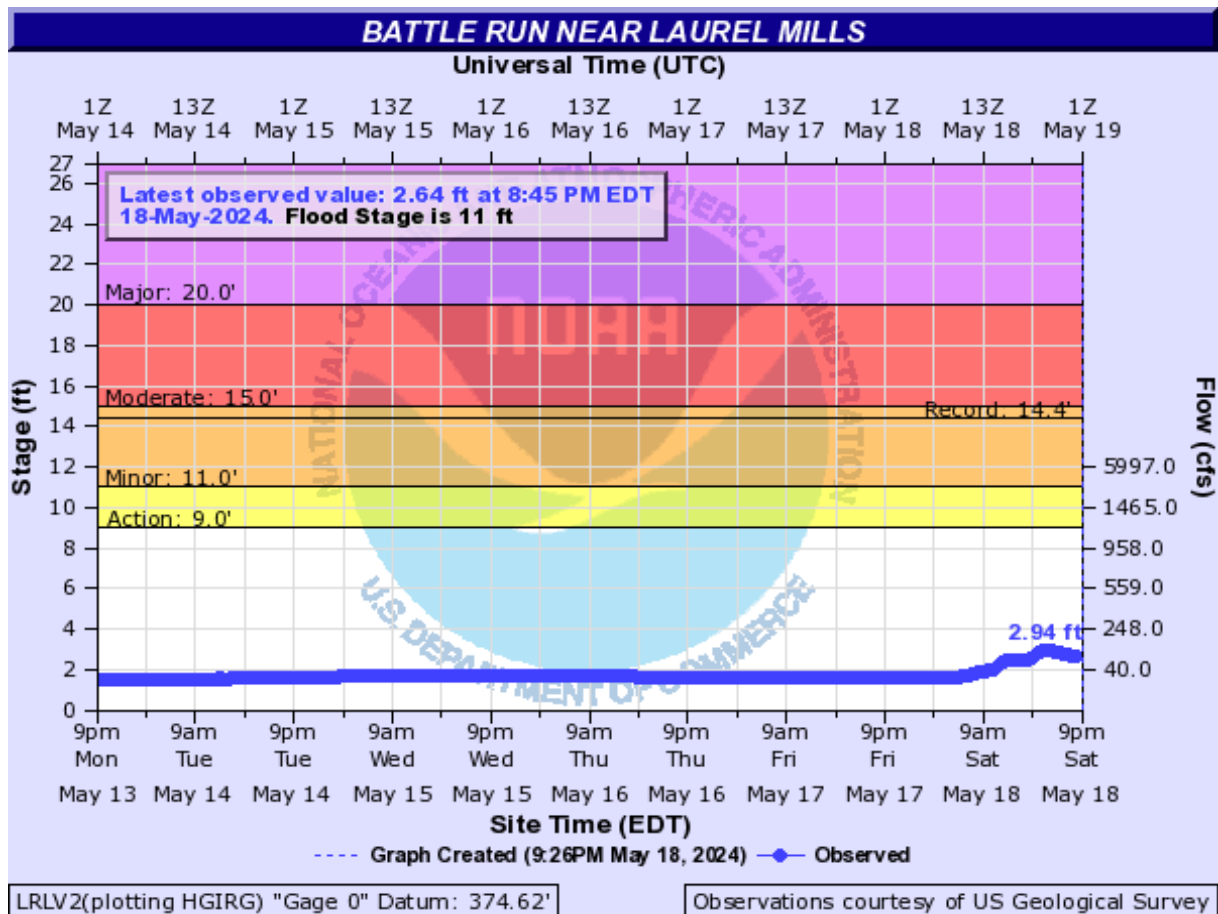 BATTLE RUN NEAR LAUREL MILLS
Universal Time (UTC)
1Z 13Z 1Z 13Z 1Z 13Z 1Z 13Z 1Z 13Z 1Z
May 14 May 14 May 15 May 15 May 16 May 16 May 17 May 17 May 18 May 18 May 19
27
26
Latest observed value: 2.64 ft at 8:45 PM EDT
18-May-2024. Flood Stage is 11 ft
24
22
Major: 20.0'
20
18
16
Moderate: 15.0'
Record: 14.4'
14
12
5997.0
Minor: 11.0'
10
1465.0
Action: 9.0'
8
958.0
6
559.0
4
2.94 ft
248.0
2
40.0
0
Stage (ft)
Flow (cfs)
NOAA
NATIONAL OCEANIC AND ATMOSPHERIC ADMINISTRATION
U.S. DEPARTMENT OF COMMERCE
9pm 9am 9pm 9am 9pm 9am 9pm 9am 9pm 9am 9pm
Mon Tue Tue Wed Wed Thu Thu Fri Fri Sat Sat
May 13 May 14 May 14 May 15 May 15 May 16 May 16 May 17 May 17 May 18 May 18
Site Time (EDT)
Graph Created (9:26PM May 18, 2024) Observed
LRLV2(plotting HGIRG) "Gage 0" Datum: 374.62'
Observations courtesy of US Geological Survey